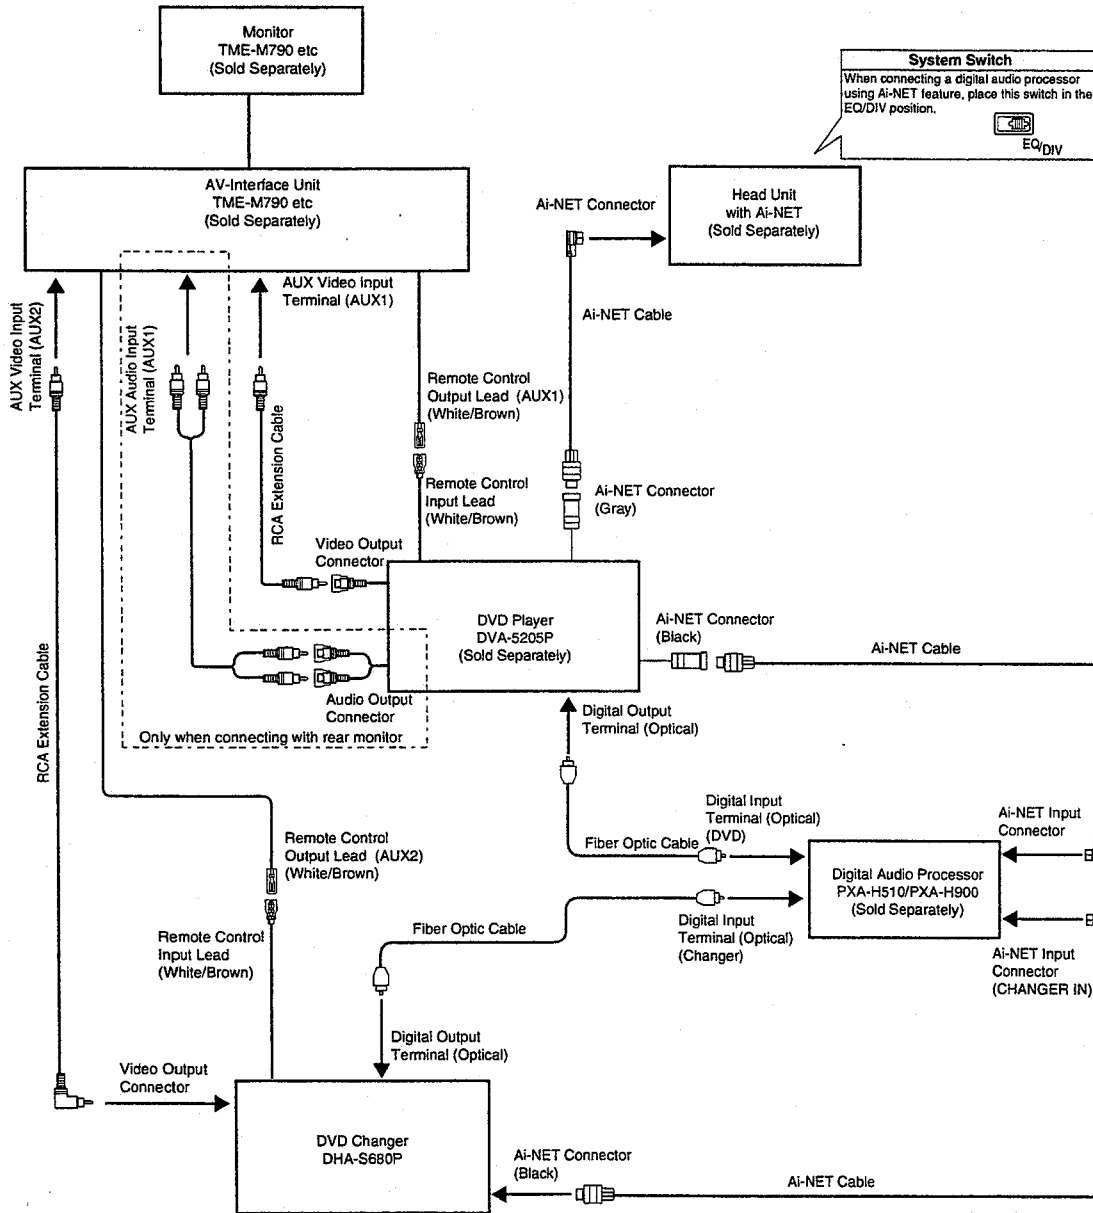 Monitor
TME-M790 etc
(Sold Separately)
System Switch
When connecting a digital audio processor
using Ai-NET feature, place this switch in the
EQ/DIV position.
EQ/DIV
AV-Interface Unit
TME-M790 etc
(Sold Separately)
Head Unit
with Ai-NET
(Sold Separately)
Ai-NET Connector
AUX Video Input
Terminal (AUX2)
AUX Audio Input
Terminal (AUX1)
AUX Video Input
Terminal (AUX1)
Ai-NET Cable
Remote Control
Output Lead (AUX1)
(White/Brown)
RCA Extension Cable
Remote Control
Input Lead
(White/Brown)
Ai-NET Connector
(Gray)
Video Output
Connector
DVD Player
DVA-5205P
(Sold Separately)
Ai-NET Connector
(Black)
Ai-NET Cable
Audio Output
Connector
Only when connecting with rear monitor
RCA Extension Cable
Digital Output
Terminal (Optical)
Digital Input
Terminal (Optical)
(DVD)
Fiber Optic Cable
Ai-NET Input
Connector
Remote Control
Output Lead (AUX2)
(White/Brown)
Digital Audio Processor
PXA-H510/PXA-H900
(Sold Separately)
Fiber Optic Cable
Digital Input
Terminal (Optical)
(Changer)
Remote Control
Input Lead
(White/Brown)
Ai-NET Input
Connector
(CHANGER IN)
Digital Output
Terminal (Optical)
Video Output
Connector
DVD Changer
DHA-S680P
Ai-NET Connector
(Black)
Ai-NET Cable